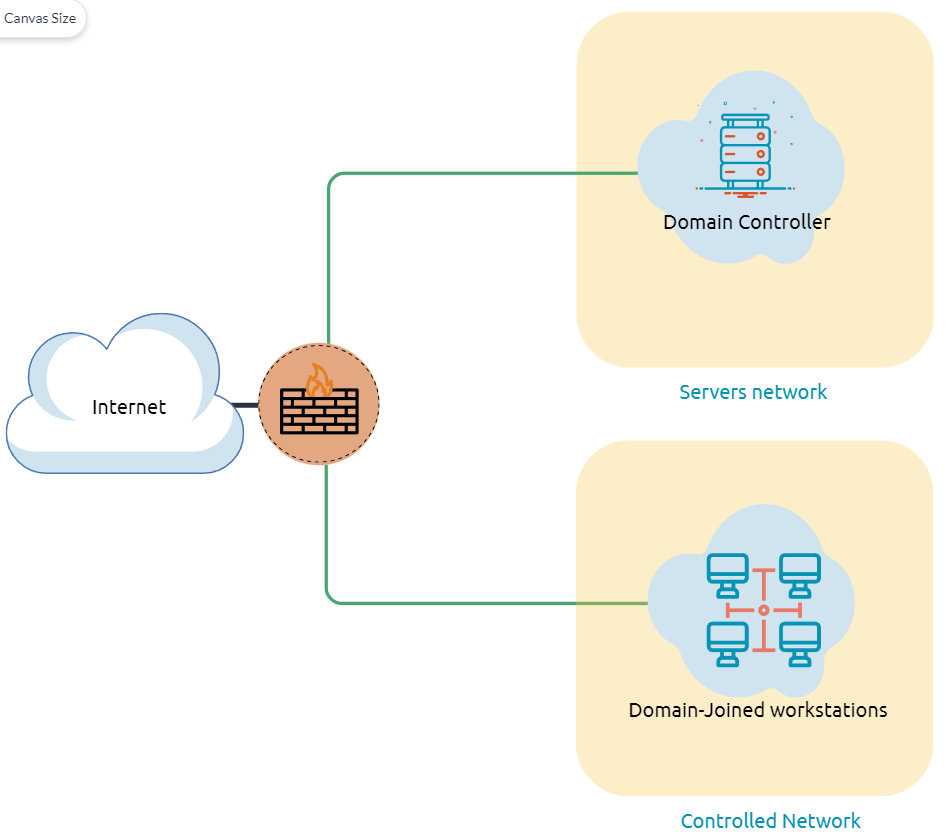 Canvas Size
Domain Controller
Servers network
Internet
Domain-Joined workstations
Controlled Network